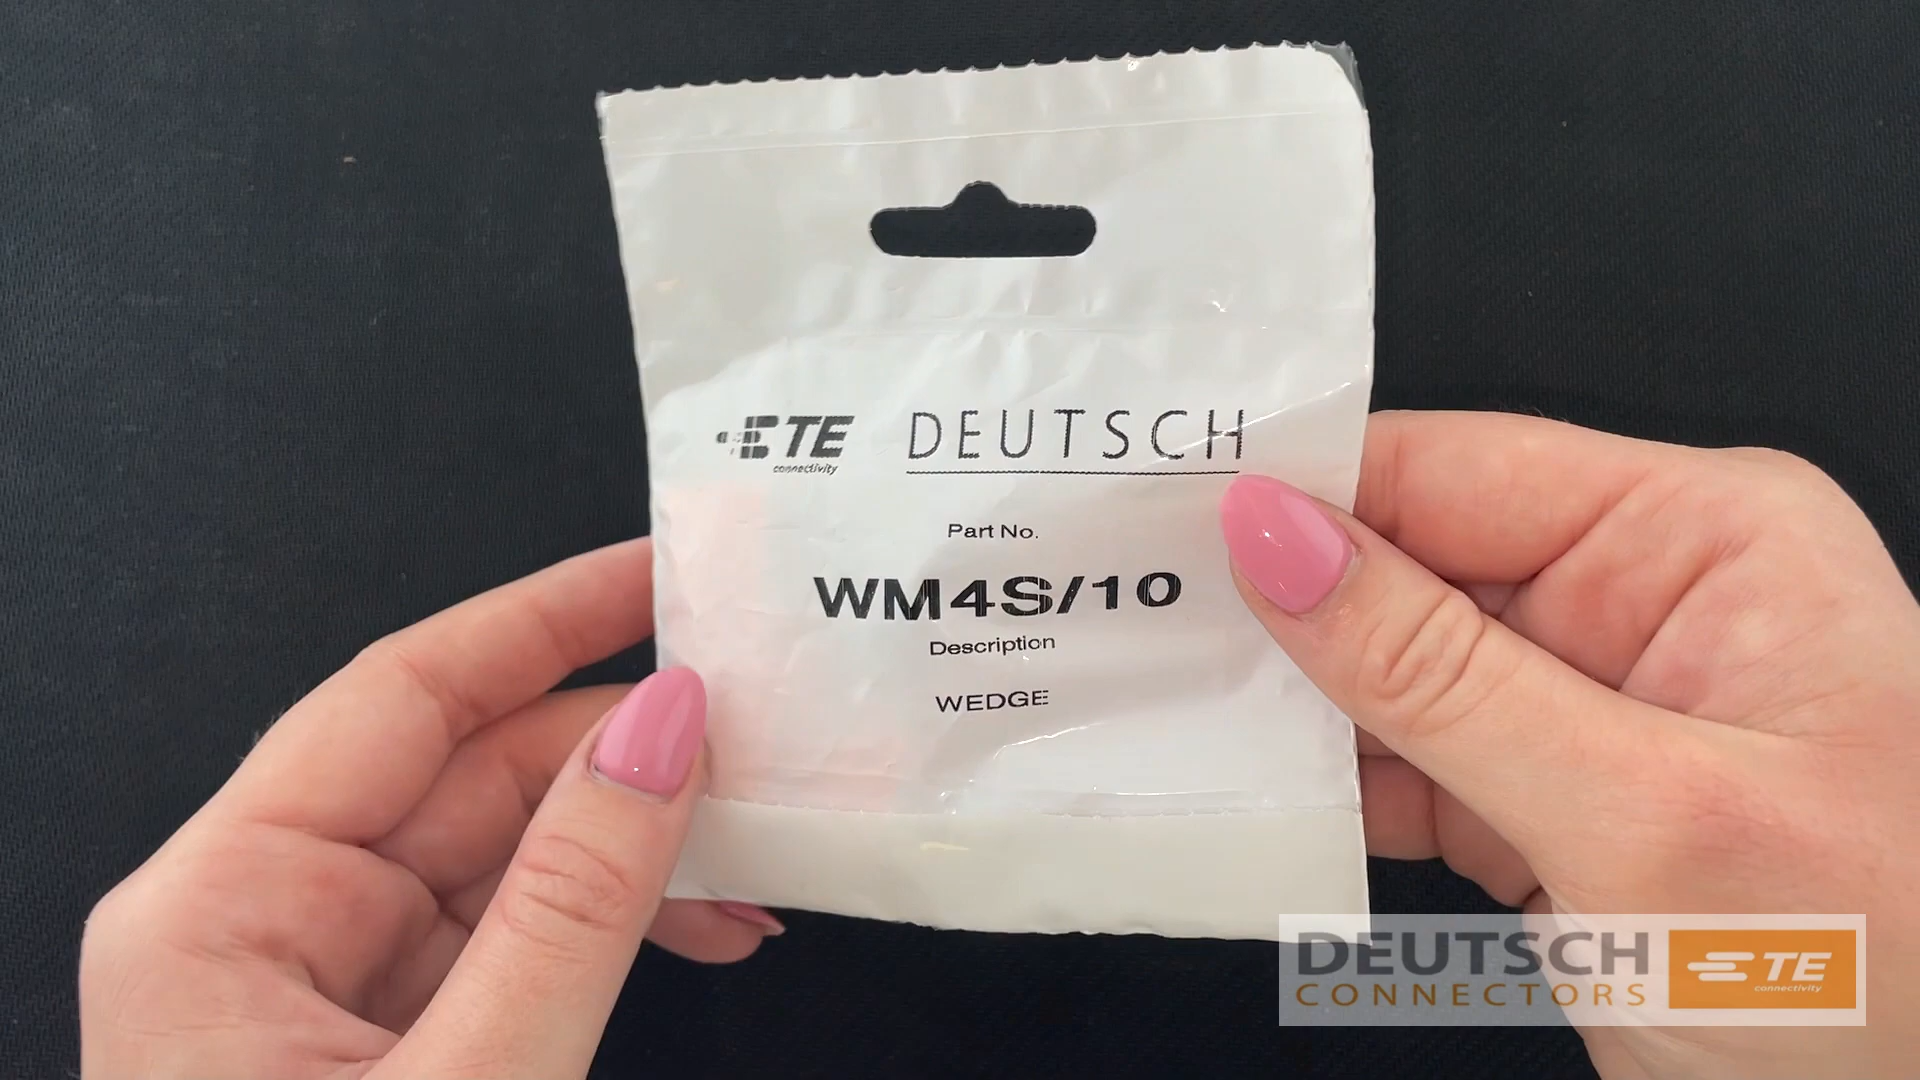 TE
connectivity
DEUTSCH
Part No.
WM4S/10
Description
WEDGE
DEUTSCH
CONNECTORS
TE
connectivity